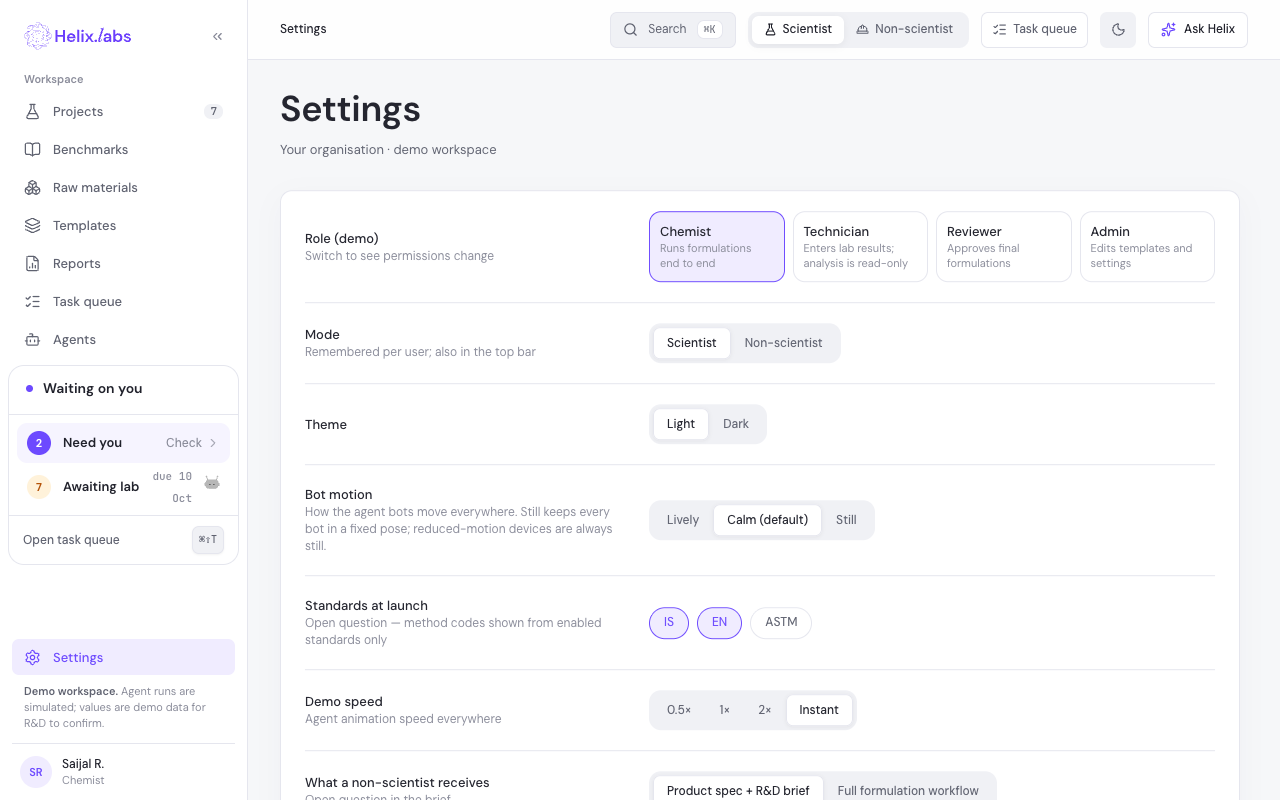 Helix.labs
Workspace
Projects 7
Benchmarks
Raw materials
Templates
Reports
Task queue
Agents
Waiting on you
2 Need you Check
7 Awaiting lab due 10 Oct
Open task queue ⌘⇧T
Settings
Demo workspace. Agent runs are
simulated; values are demo data for
R&D to confirm.
SR Saijal R.
Chemist
Settings
Search ⌘K
Scientist Non-scientist
Task queue
Ask Helix
Settings
Your organisation · demo workspace
Role (demo)
Switch to see permissions change
Chemist
Runs formulations
end to end
Technician
Enters lab results;
analysis is read-only
Reviewer
Approves final
formulations
Admin
Edits templates and
settings
Mode
Remembered per user; also in the top bar
Scientist Non-scientist
Theme
Light Dark
Bot motion
How the agent bots move everywhere. Still keeps every
bot in a fixed pose; reduced-motion devices are always
still.
Lively Calm (default) Still
Standards at launch
Open question — method codes shown from enabled
standards only
IS EN ASTM
Demo speed
Agent animation speed everywhere
0.5× 1× 2× Instant
What a non-scientist receives
Open question in the brief
Product spec + R&D brief Full formulation workflow